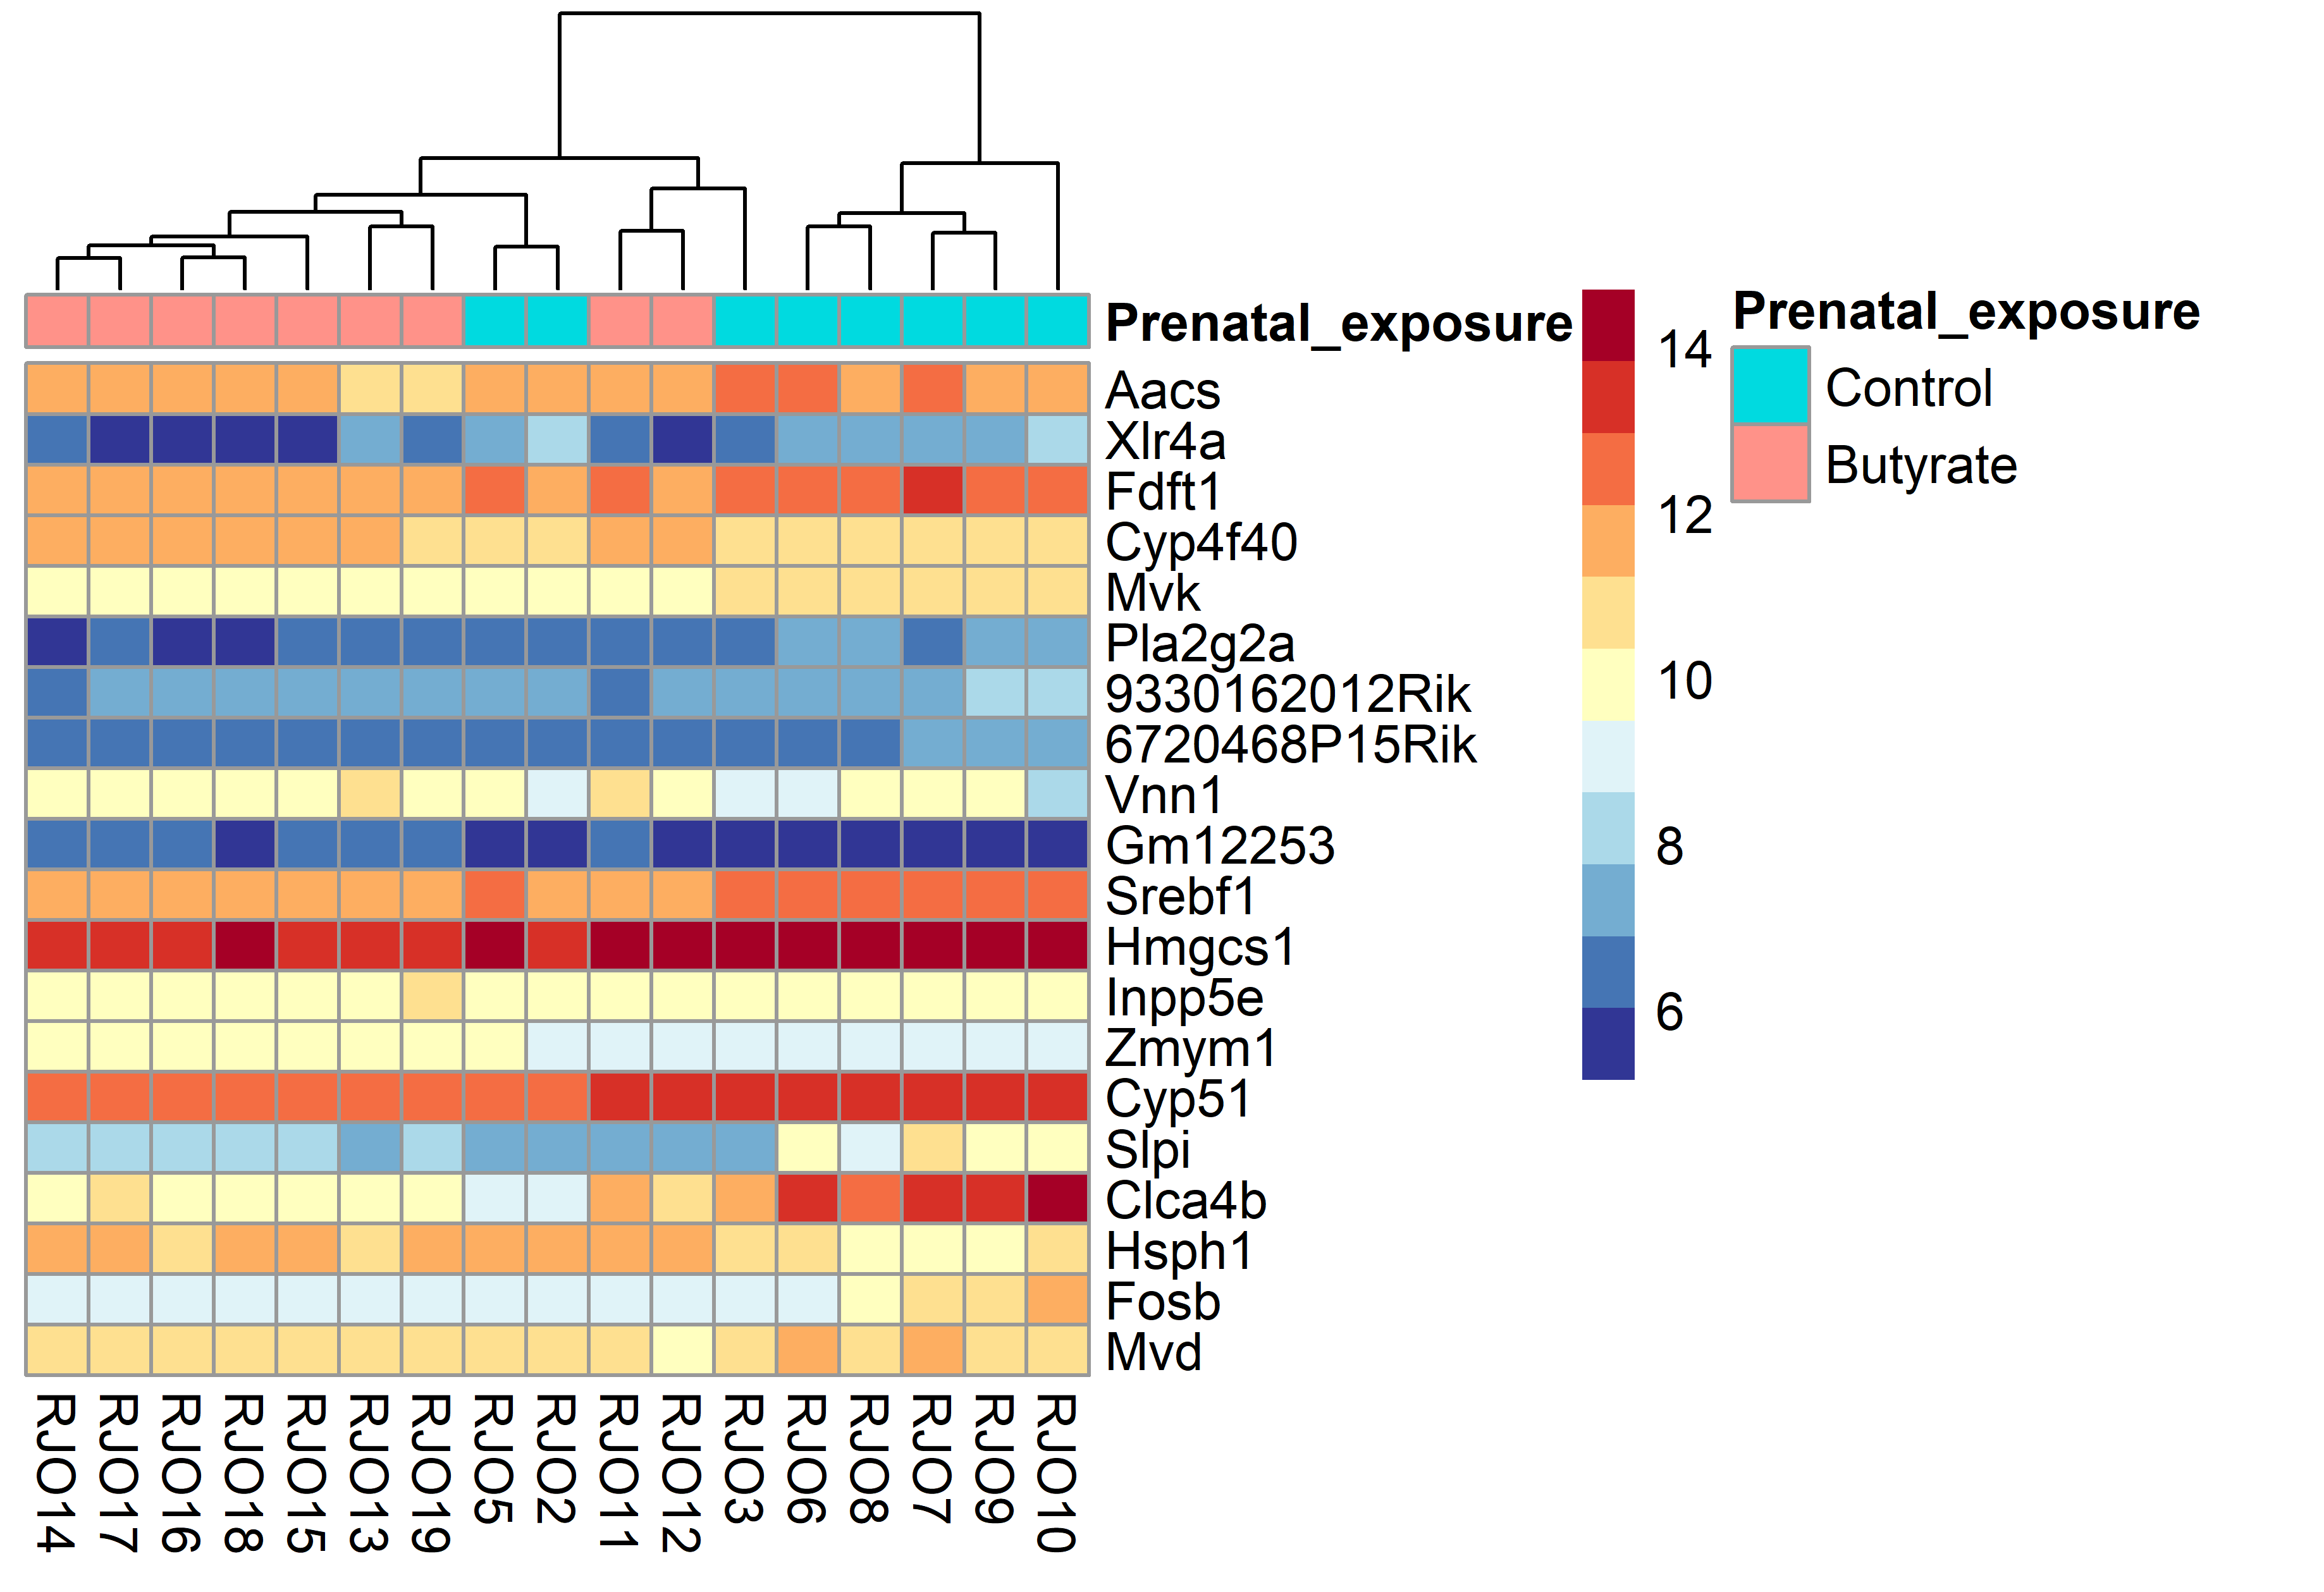 Prenatal_exposure
Aacs
Xlr4a
Fdft1
Cyp4f40
Mvk
Pla2g2a
9330162012Rik
6720468P15Rik
Vnn1
Gm12253
Srebf1
Hmgcs1
Inpp5e
Zmym1
Cyp51
Slpi
Clca4b
Hsph1
Fosb
Mvd
RJO14
RJO17
RJO16
RJO18
RJO15
RJO13
RJO19
RJO5
RJO2
RJO11
RJO12
RJO3
RJO6
RJO8
RJO7
RJO9
RJO10
14
12
10
8
6
Prenatal_exposure
Control
Butyrate